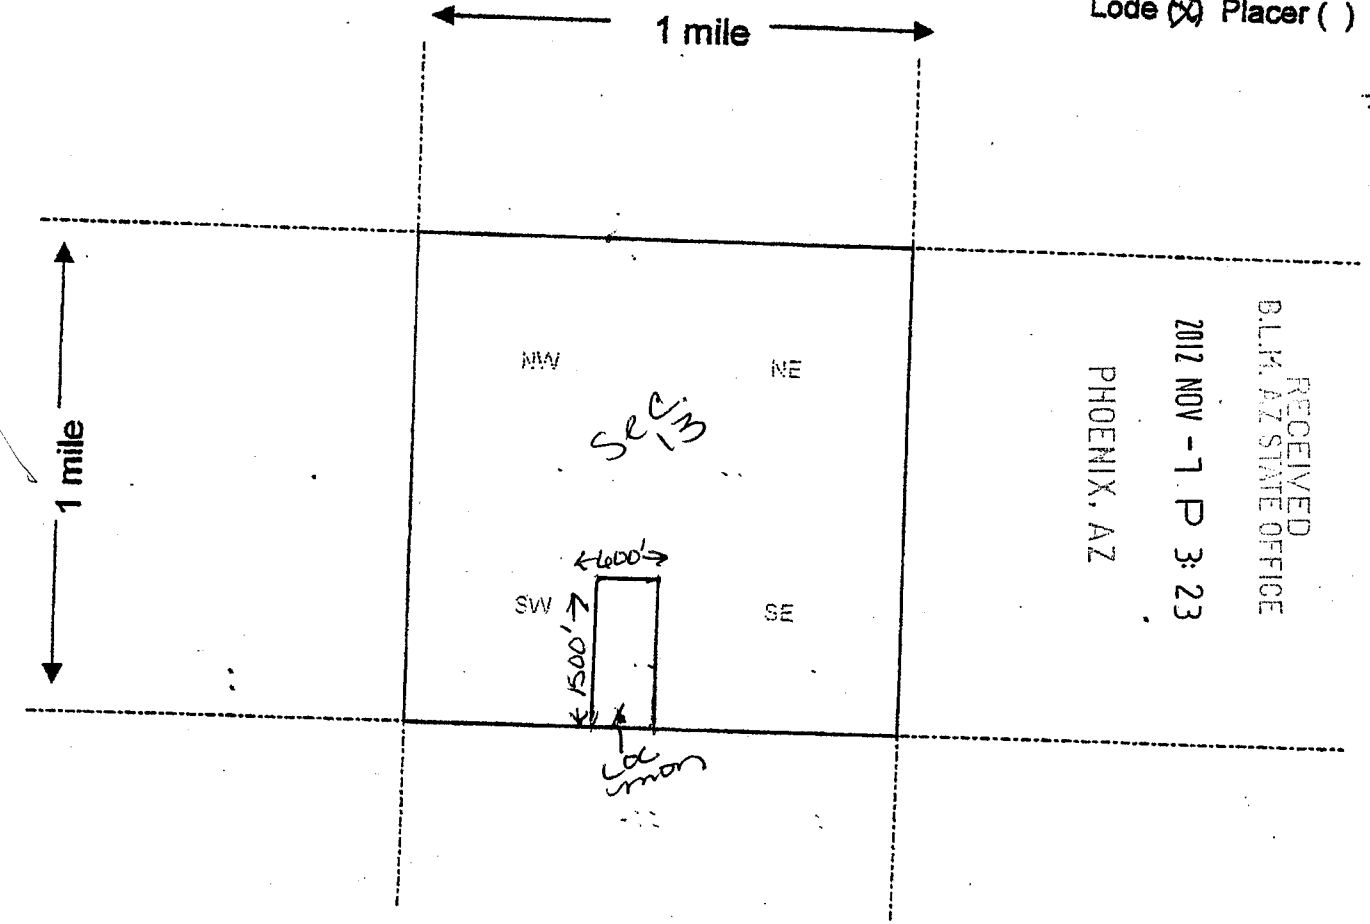 Lode (X) Placer ( )
1 mile
1 mile
NW
NE
Sec.
13
←600'→
SW
←1500'→
SE
Loc
mon
RECEIVED
B.L.M. AZ STATE OFFICE
2012 NOV -7 P 3:23
PHOENIX, AZ